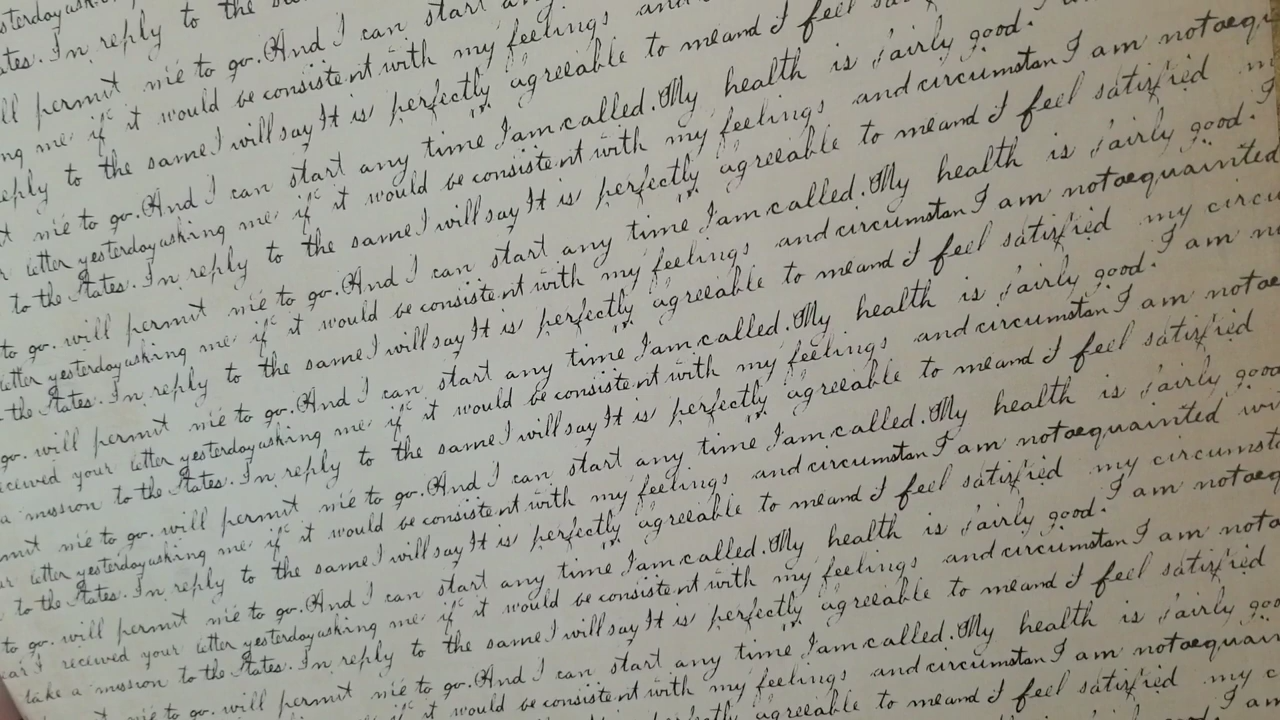 sterday ask
ates. In reply to the sa
ll permit me to go. And I can start any
ng me if it would be consistent with my feelings and
eply to the same I will say It is perfectly agreeable to me and I feel sa
t me to go. And I can start any time I am called. My health is fairly good.
r letter yesterday asking me if it would be consistent with my feelings and circumstan I am not acqu
to the States. In reply to the same I will say It is perfectly agreeable to me and I feel satisfied m
to go. will permit me to go. And I can start any time I am called. My health is fairly good. I
letter yesterday asking me if it would be consistent with my feelings and circumstan I am not acquainted
the States. In reply to the same I will say It is perfectly agreeable to me and I feel satisfied my circu
go. will permit me to go. And I can start any time I am called. My health is fairly good. I am n
eceived your letter yesterday asking me if it would be consistent with my feelings and circumstan I am not ac
a mission to the States. In reply to the same I will say It is perfectly agreeable to me and I feel satisfied
mit me to go. will permit me to go. And I can start any time I am called. My health is fairly good
ur letter yesterday asking me if it would be consistent with my feelings and circumstan I am not acquainted wi
to the States. In reply to the same I will say It is perfectly agreeable to me and I feel satisfied my circumst
to go. will permit me to go. And I can start any time I am called. My health is fairly good. I am not acq
ear I received your letter yesterday asking me if it would be consistent with my feelings and circumstan I am not a
take a mission to the States. In reply to the same I will say It is perfectly agreeable to me and I feel satisfied
t me to go. will permit me to go. And I can start any time I am called. My health is fairly goo
if it would be consistent with my feelings and circumstan I am not acquain
agreeable to me and I feel satisfied my c
I am